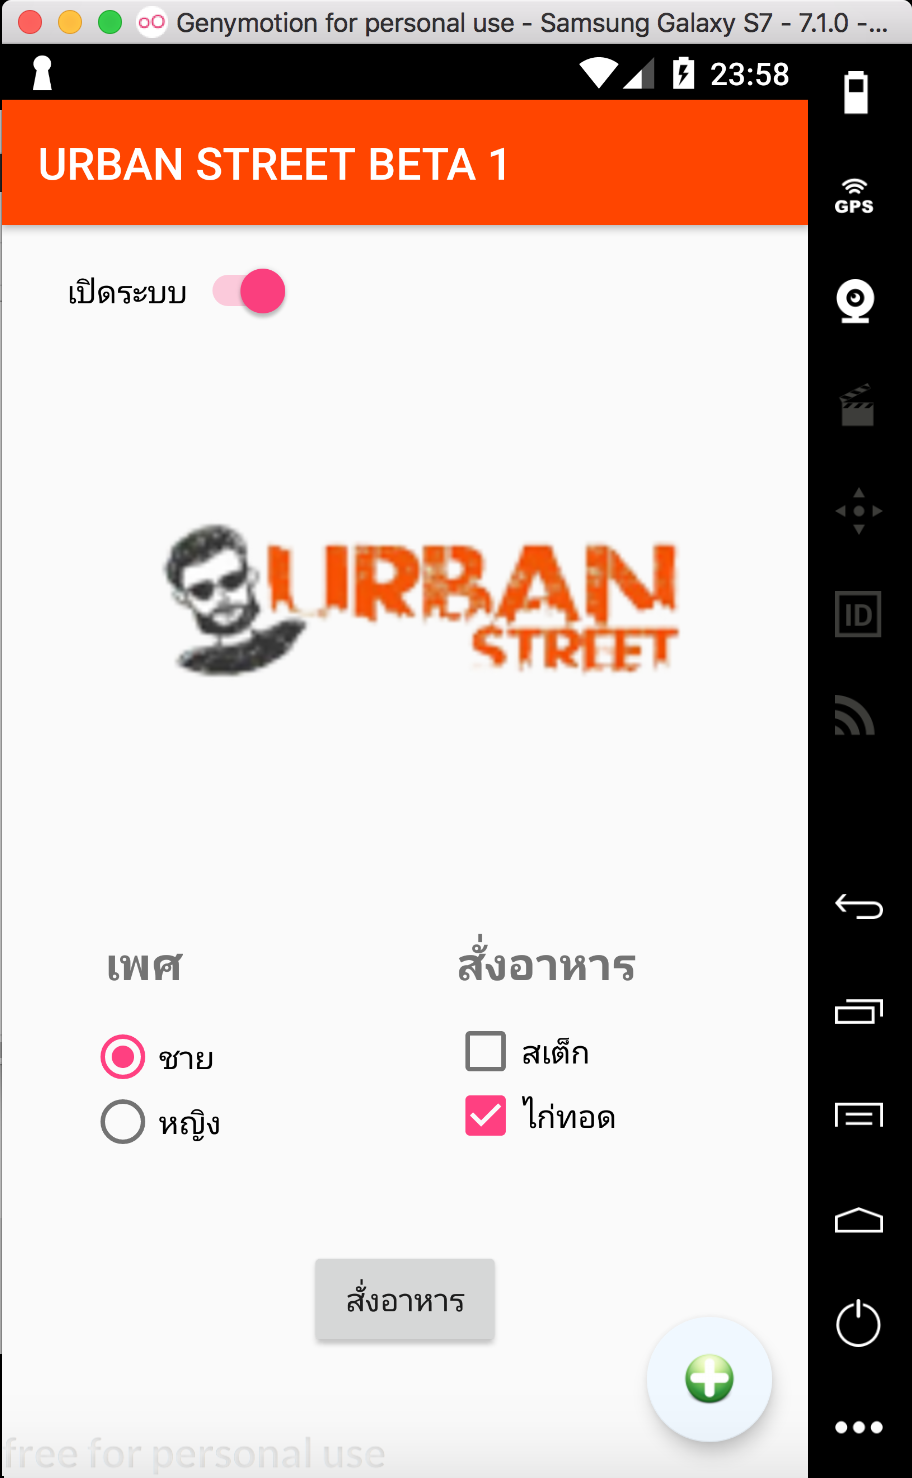 Genymotion for personal use - Samsung Galaxy S7 - 7.1.0 -...
23:58
URBAN STREET BETA 1
GPS
เปิดระบบ
URBAN
STREET
ID
เพศ
สั่งอาหาร
ชาย
สเต็ก
หญิง
ไก่ทอด
สั่งอาหาร
free for personal use